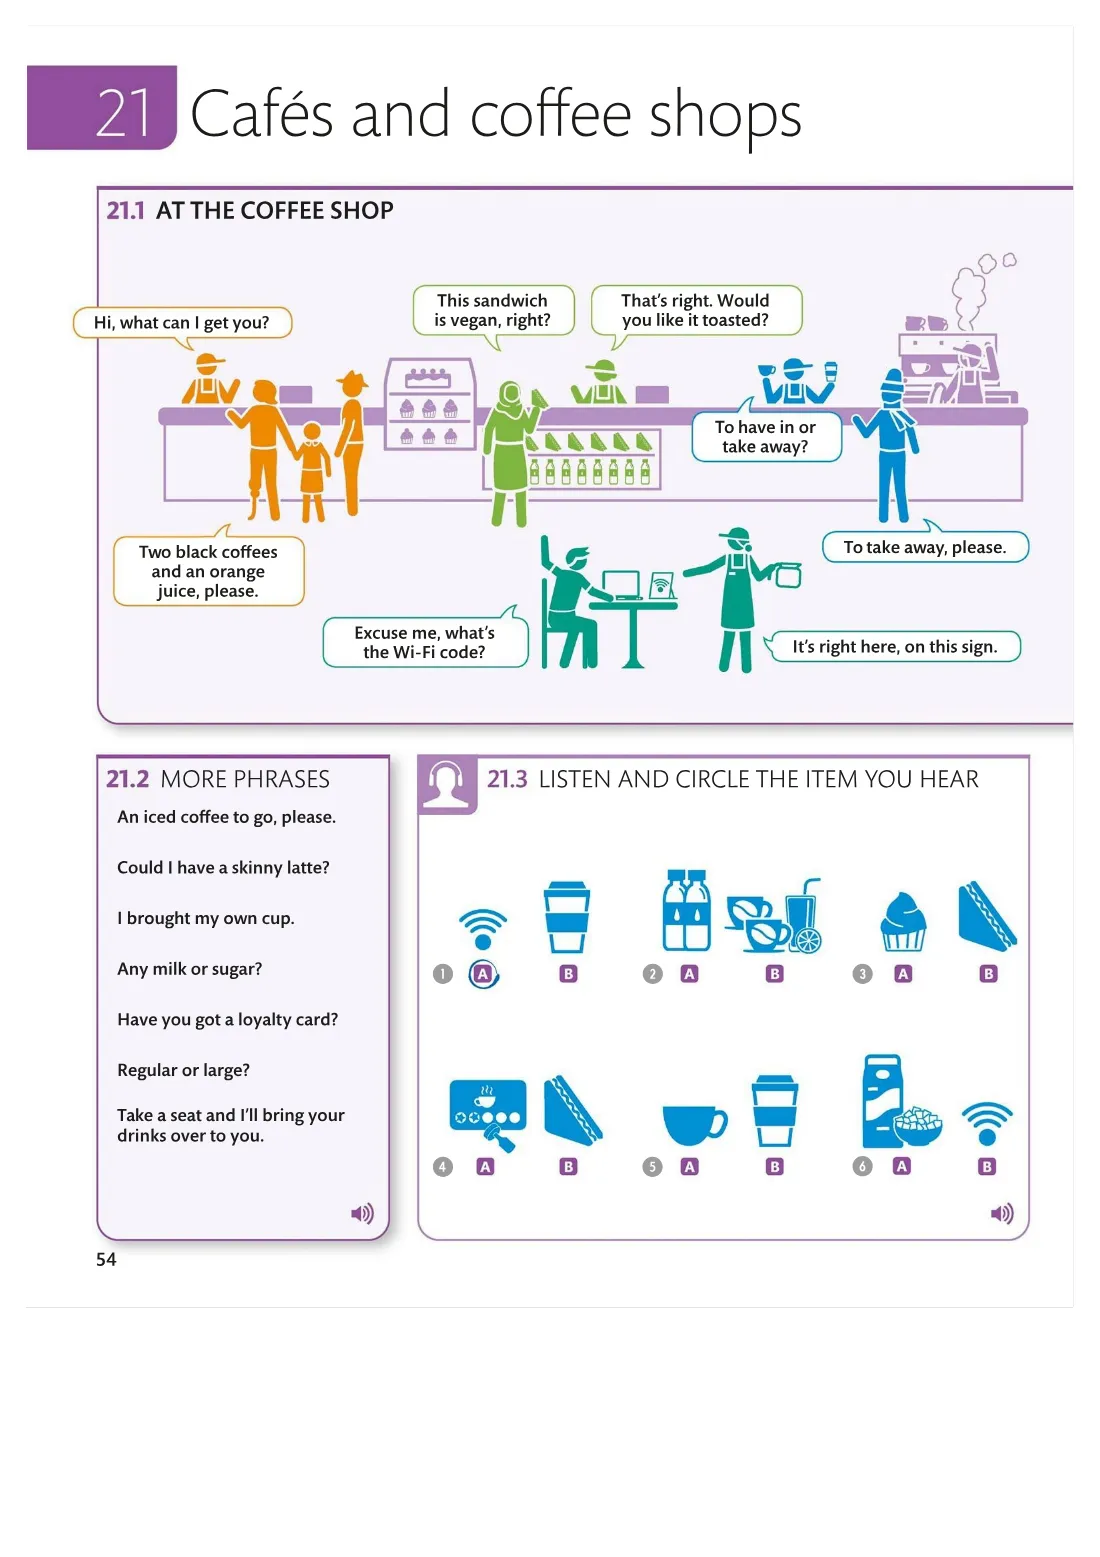 21 Cafés and coffee shops
21.1 AT THE COFFEE SHOP
Hi, what can I get you?
This sandwich
is vegan, right?
That's right. Would
you like it toasted?
To have in or
take away?
Two black coffees
and an orange
juice, please.
To take away, please.
Excuse me, what's
the Wi-Fi code?
It's right here, on this sign.
21.2 MORE PHRASES
An iced coffee to go, please.
Could I have a skinny latte?
I brought my own cup.
Any milk or sugar?
Have you got a loyalty card?
Regular or large?
Take a seat and I'll bring your
drinks over to you.
21.3 LISTEN AND CIRCLE THE ITEM YOU HEAR
1 A B 2 A B 3 A B
4 A B 5 A B 6 A B
54